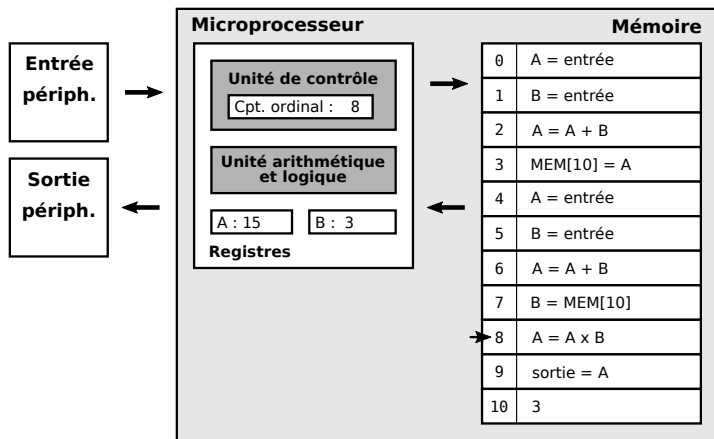 Microprocesseur
Mémoire
Entrée
périph.
Sortie
périph.
Unité de contrôle
Cpt. ordinal : 8
Unité arithmétique
et logique
A : 15
B : 3
Registres
0 A = entrée
1 B = entrée
2 A = A + B
3 MEM[10] = A
4 A = entrée
5 B = entrée
6 A = A + B
7 B = MEM[10]
8 A = A x B
9 sortie = A
10 3